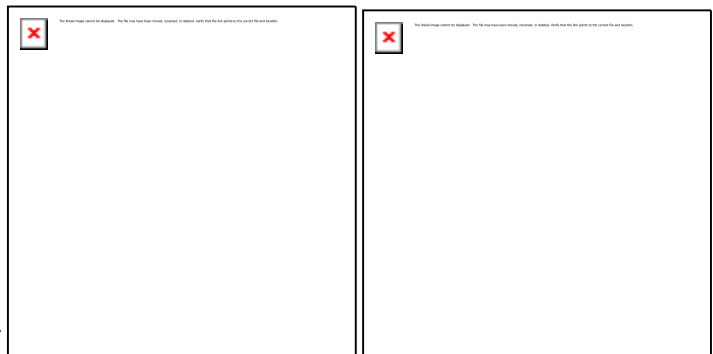 The linked image cannot be displayed. The file may have been moved, renamed, or deleted. Verify that the link points to the correct file and location.
The linked image cannot be displayed. The file may have been moved, renamed, or deleted. Verify that the link points to the correct file and location.